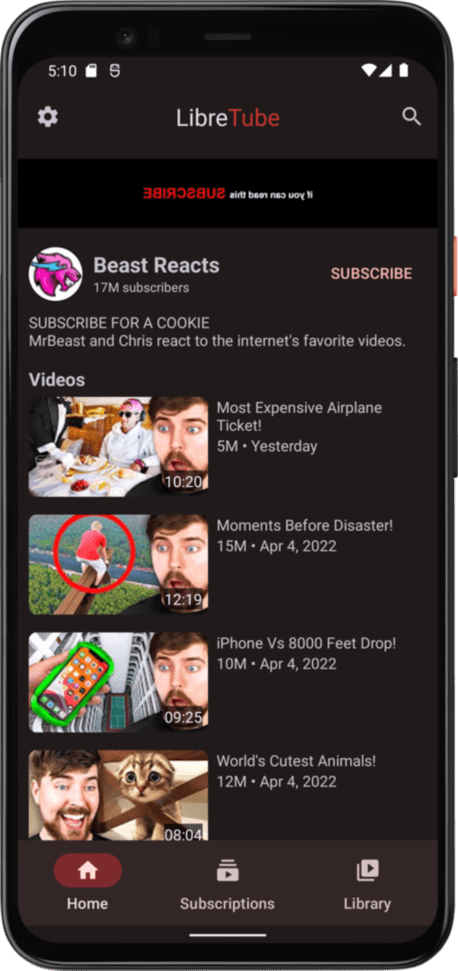 5:10
LibreTube
if you can read this SUBSCRIBE
Beast Reacts
17M subscribers
SUBSCRIBE
SUBSCRIBE FOR A COOKIE
MrBeast and Chris react to the internet's favorite videos.
Videos
Most Expensive Airplane
Ticket!
5M • Yesterday
10:20
Moments Before Disaster!
15M • Apr 4, 2022
12:19
iPhone Vs 8000 Feet Drop!
10M • Apr 4, 2022
09:25
World's Cutest Animals!
12M • Apr 4, 2022
08:04
Home
Subscriptions
Library